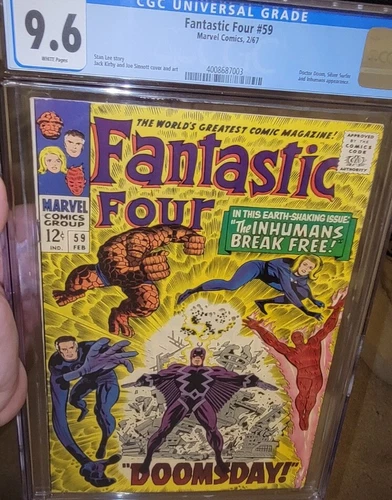 CGC UNIVERSAL GRADE
9.6
WHITE Pages
Fantastic Four #59
Marvel Comics, 2/67
Stan Lee story
Jack Kirby and Joe Sinnott cover and art
4008687003
Doctor Doom, Silver Surfer
and Inhumans appearance.
THE WORLD'S GREATEST COMIC MAGAZINE!
Fantastic
Four
APPROVED
BY THE
COMICS
CODE
AUTHORITY
MARVEL
COMICS
GROUP
12¢
IND.
59
FEB
IN THIS EARTH-SHAKING ISSUE:
"The INHUMANS
BREAK FREE!"
"DOOMSDAY!"